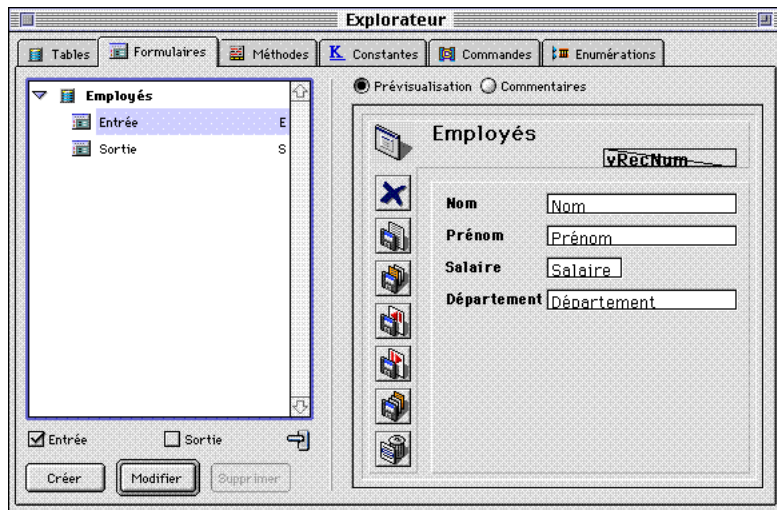 Explorateur
Tables Formulaires Méthodes K Constantes Commandes Enumérations
Employés
Entrée E
Sortie S
Entrée Sortie
Créer Modifier Supprimer
Prévisualisation Commentaires
Employés
vRecNum
Nom Nom
Prénom Prénom
Salaire Salaire
Département Département